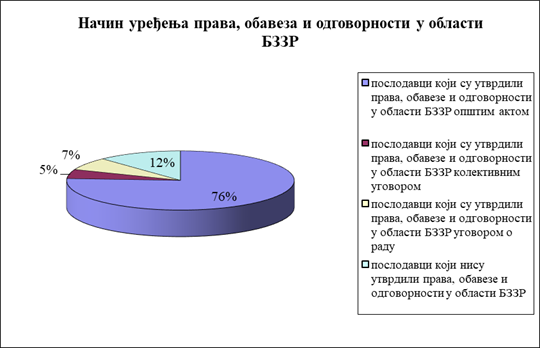 Начин уређења права, обавеза и одговорности у области
БЗЗР
7%
12%
5%
76%
послодавци који су утврдили
права, обавезе и одговорности
у области БЗЗР општим актом
послодавци који су утврдили
права, обавезе и одговорности
у области БЗЗР колективним
уговором
послодавци који су утврдили
права, обавезе и одговорности
у области БЗЗР уговором о
раду
послодавци који нису
утврдили права, обавезе и
одговорности у области БЗЗР